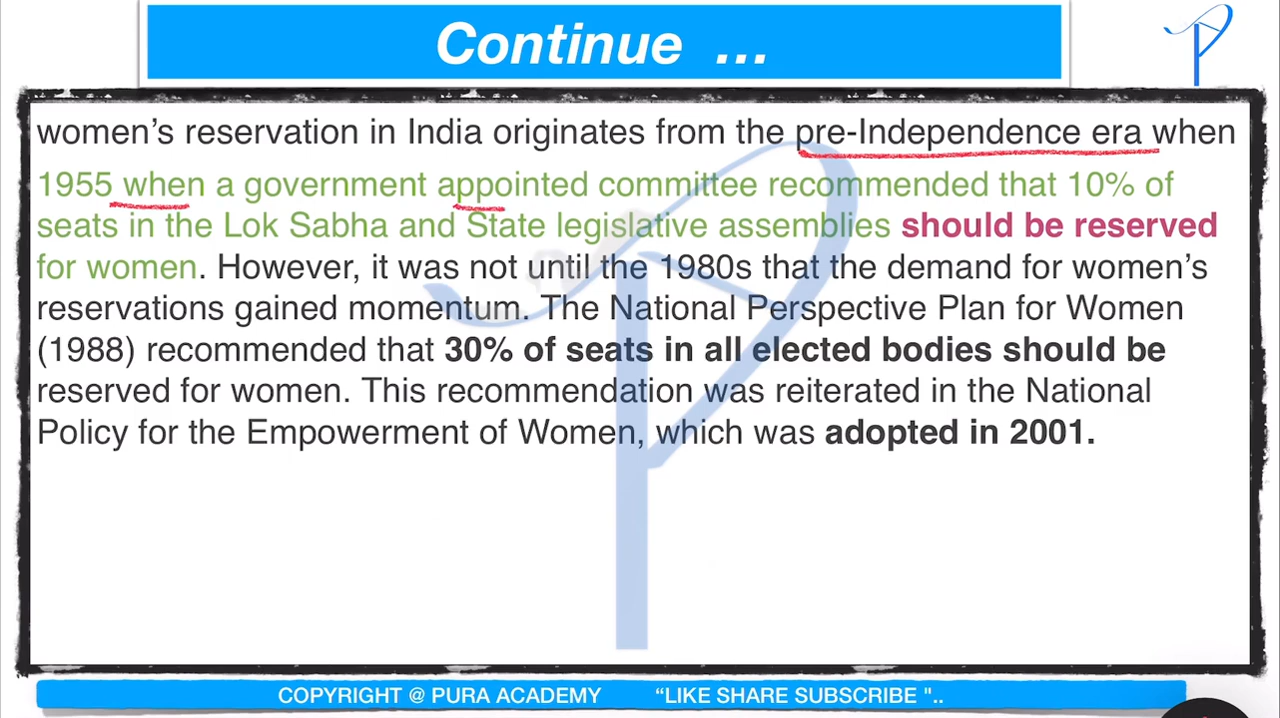 Continue ...
women’s reservation in India originates from the pre-Independence era when
1955 when a government appointed committee recommended that 10% of
seats in the Lok Sabha and State legislative assemblies should be reserved
for women. However, it was not until the 1980s that the demand for women’s
reservations gained momentum. The National Perspective Plan for Women
(1988) recommended that 30% of seats in all elected bodies should be
reserved for women. This recommendation was reiterated in the National
Policy for the Empowerment of Women, which was adopted in 2001.
COPYRIGHT @ PURA ACADEMY “LIKE SHARE SUBSCRIBE "..